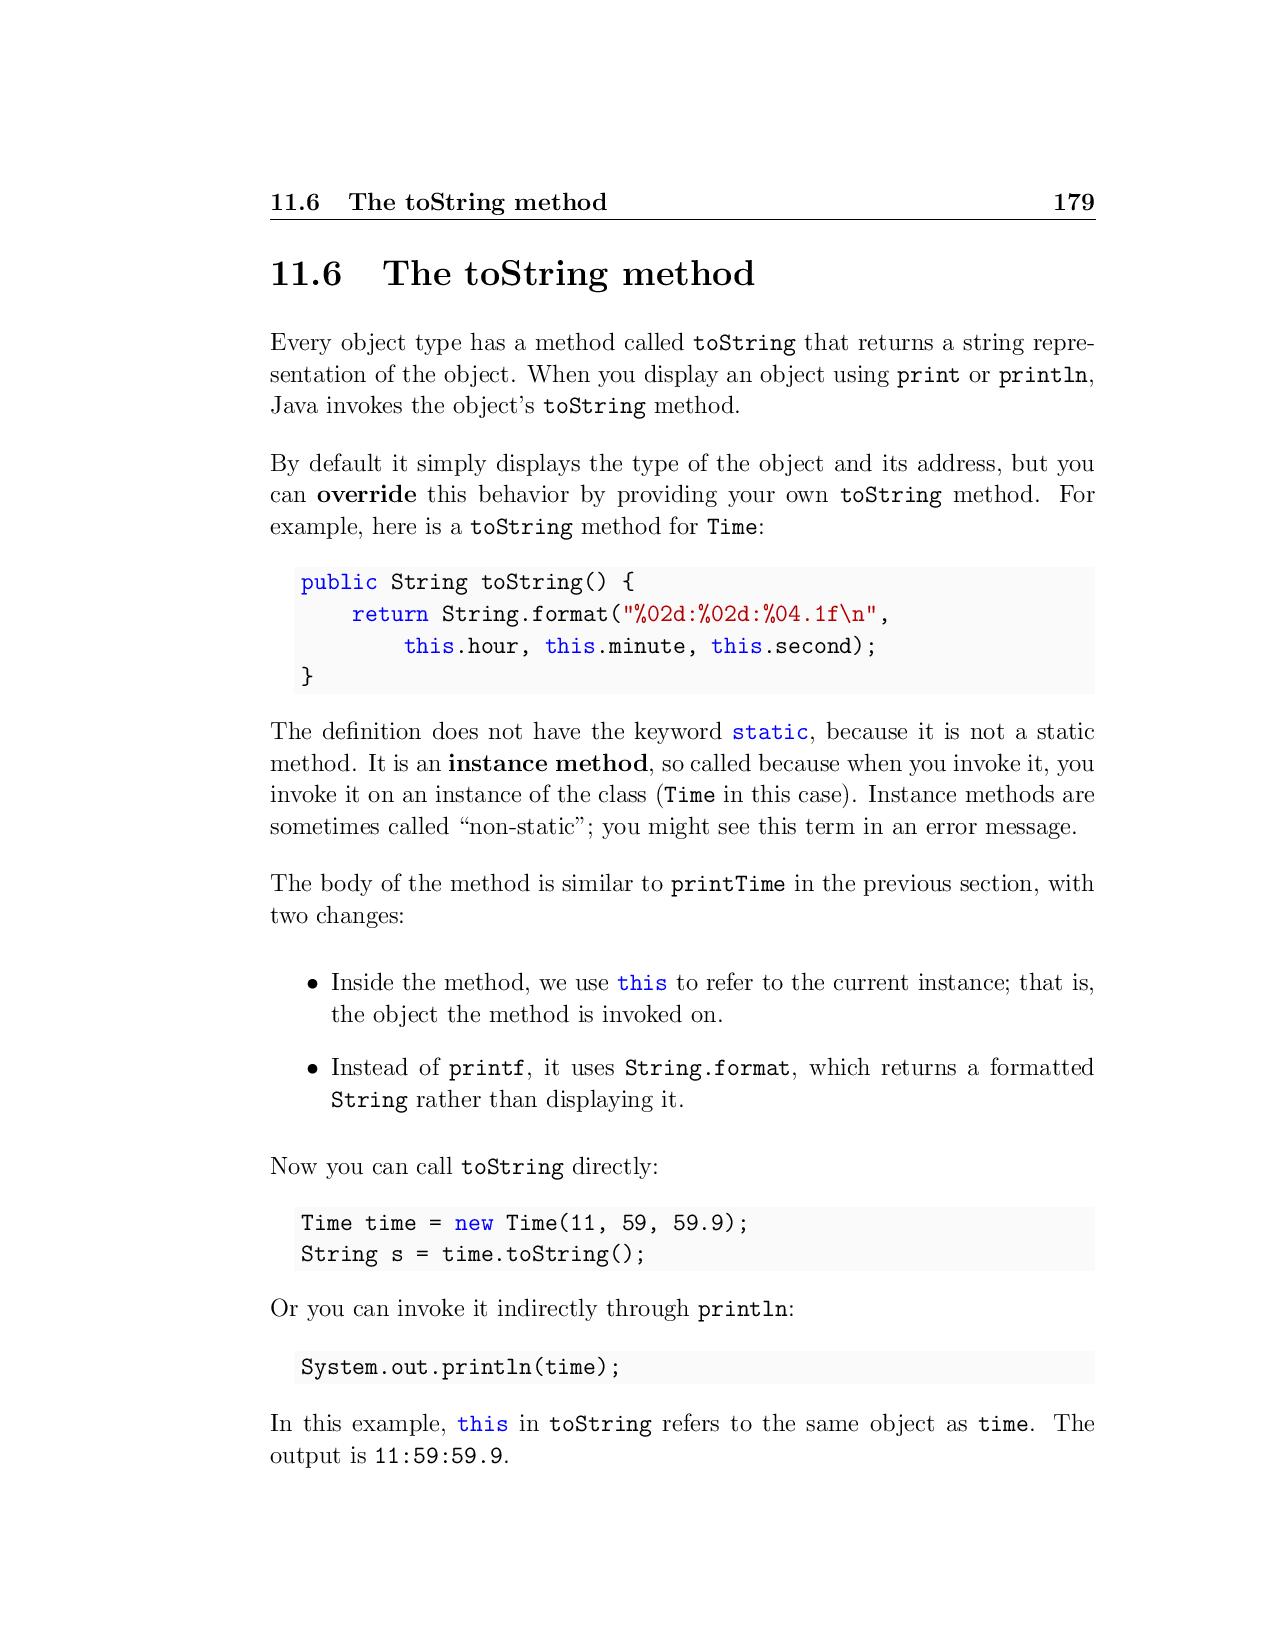 11.6 The toString method 179
11.6 The toString method
Every object type has a method called toString that returns a string repre-
sentation of the object. When you display an object using print or println,
Java invokes the object's toString method.
By default it simply displays the type of the object and its address, but you
can override this behavior by providing your own toString method. For
example, here is a toString method for Time:
public String toString() {
    return String.format("%02d:%02d:%04.1f\n",
        this.hour, this.minute, this.second);
}
The definition does not have the keyword static, because it is not a static
method. It is an instance method, so called because when you invoke it, you
invoke it on an instance of the class (Time in this case). Instance methods are
sometimes called “non-static”; you might see this term in an error message.
The body of the method is similar to printTime in the previous section, with
two changes:
• Inside the method, we use this to refer to the current instance; that is,
the object the method is invoked on.
• Instead of printf, it uses String.format, which returns a formatted
String rather than displaying it.
Now you can call toString directly:
Time time = new Time(11, 59, 59.9);
String s = time.toString();
Or you can invoke it indirectly through println:
System.out.println(time);
In this example, this in toString refers to the same object as time. The
output is 11:59:59.9.